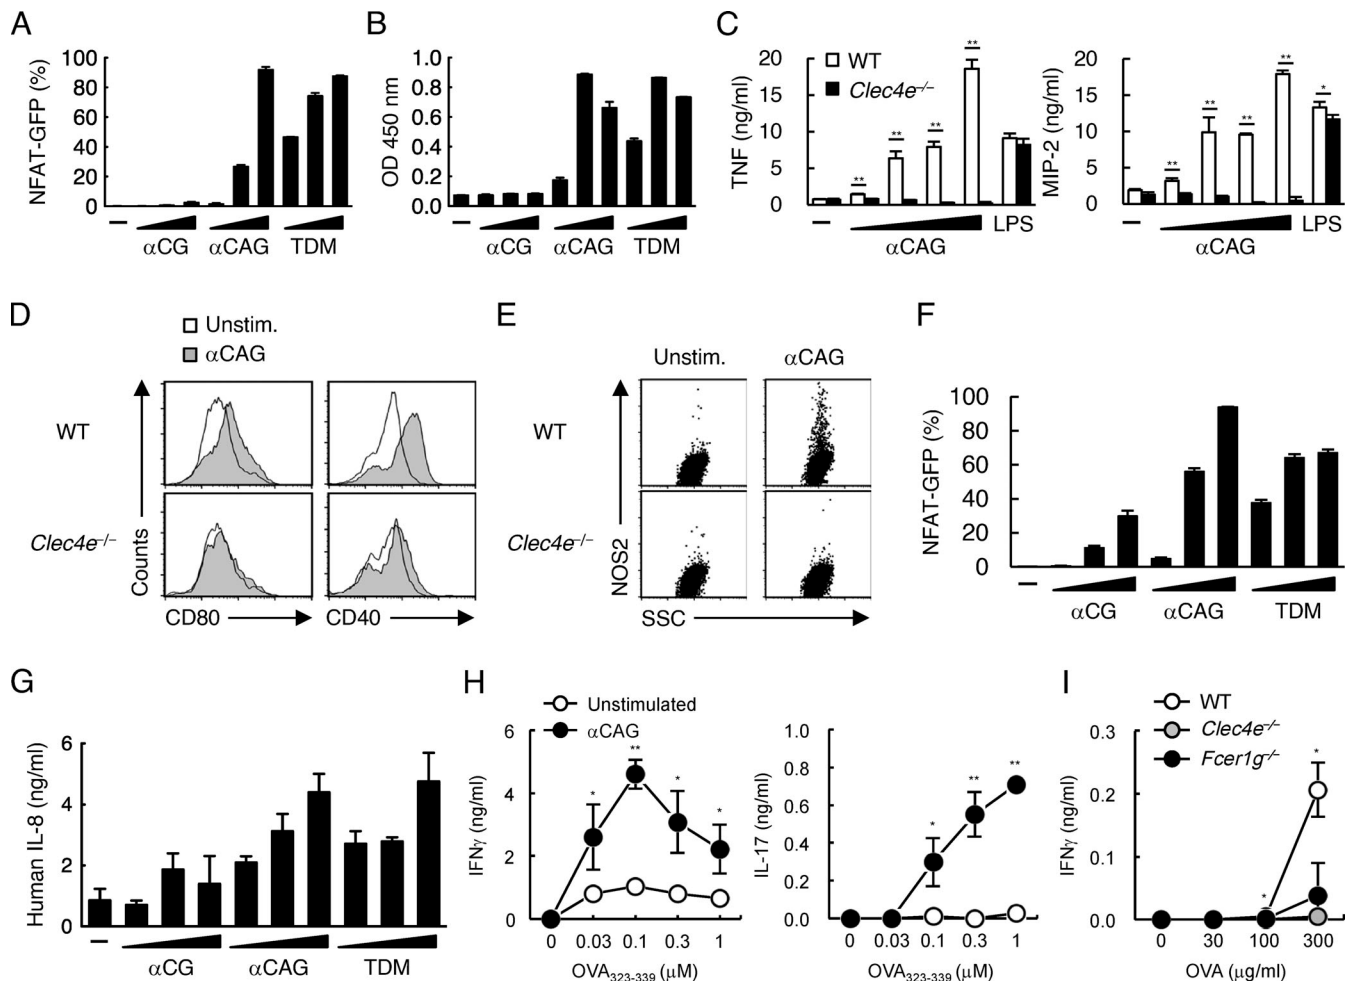 A
NFAT-GFP (%)
100
80
60
40
20
0
–
αCG
αCAG
TDM
B
OD 450 nm
1.0
0.8
0.6
0.4
0.2
0.0
–
αCG
αCAG
TDM
C
TNF (ng/ml)
20
15
10
5
0
WT
Clec4e–/–
**
**
**
**
–
αCAG
LPS
MIP-2 (ng/ml)
20
15
10
5
0
**
**
**
**
*
–
αCAG
LPS
D
Unstim.
αCAG
WT
Clec4e–/–
Counts
CD80
CD40
E
Unstim.
αCAG
WT
Clec4e–/–
NOS2
SSC
F
NFAT-GFP (%)
100
80
60
40
20
0
–
αCG
αCAG
TDM
G
Human IL-8 (ng/ml)
6
4
2
0
–
αCG
αCAG
TDM
H
Unstimulated
αCAG
IFNγ (ng/ml)
6
4
2
0
*
**
*
*
0 0.03 0.1 0.3 1
OVA323-339 (μM)
IL-17 (ng/ml)
1.0
0.8
0.6
0.4
0.2
0.0
*
**
**
0 0.03 0.1 0.3 1
OVA323-339 (μM)
I
WT
Clec4e–/–
Fcer1g–/–
IFNγ (ng/ml)
0.3
0.2
0.1
0.0
*
*
0 30 100 300
OVA (μg/ml)